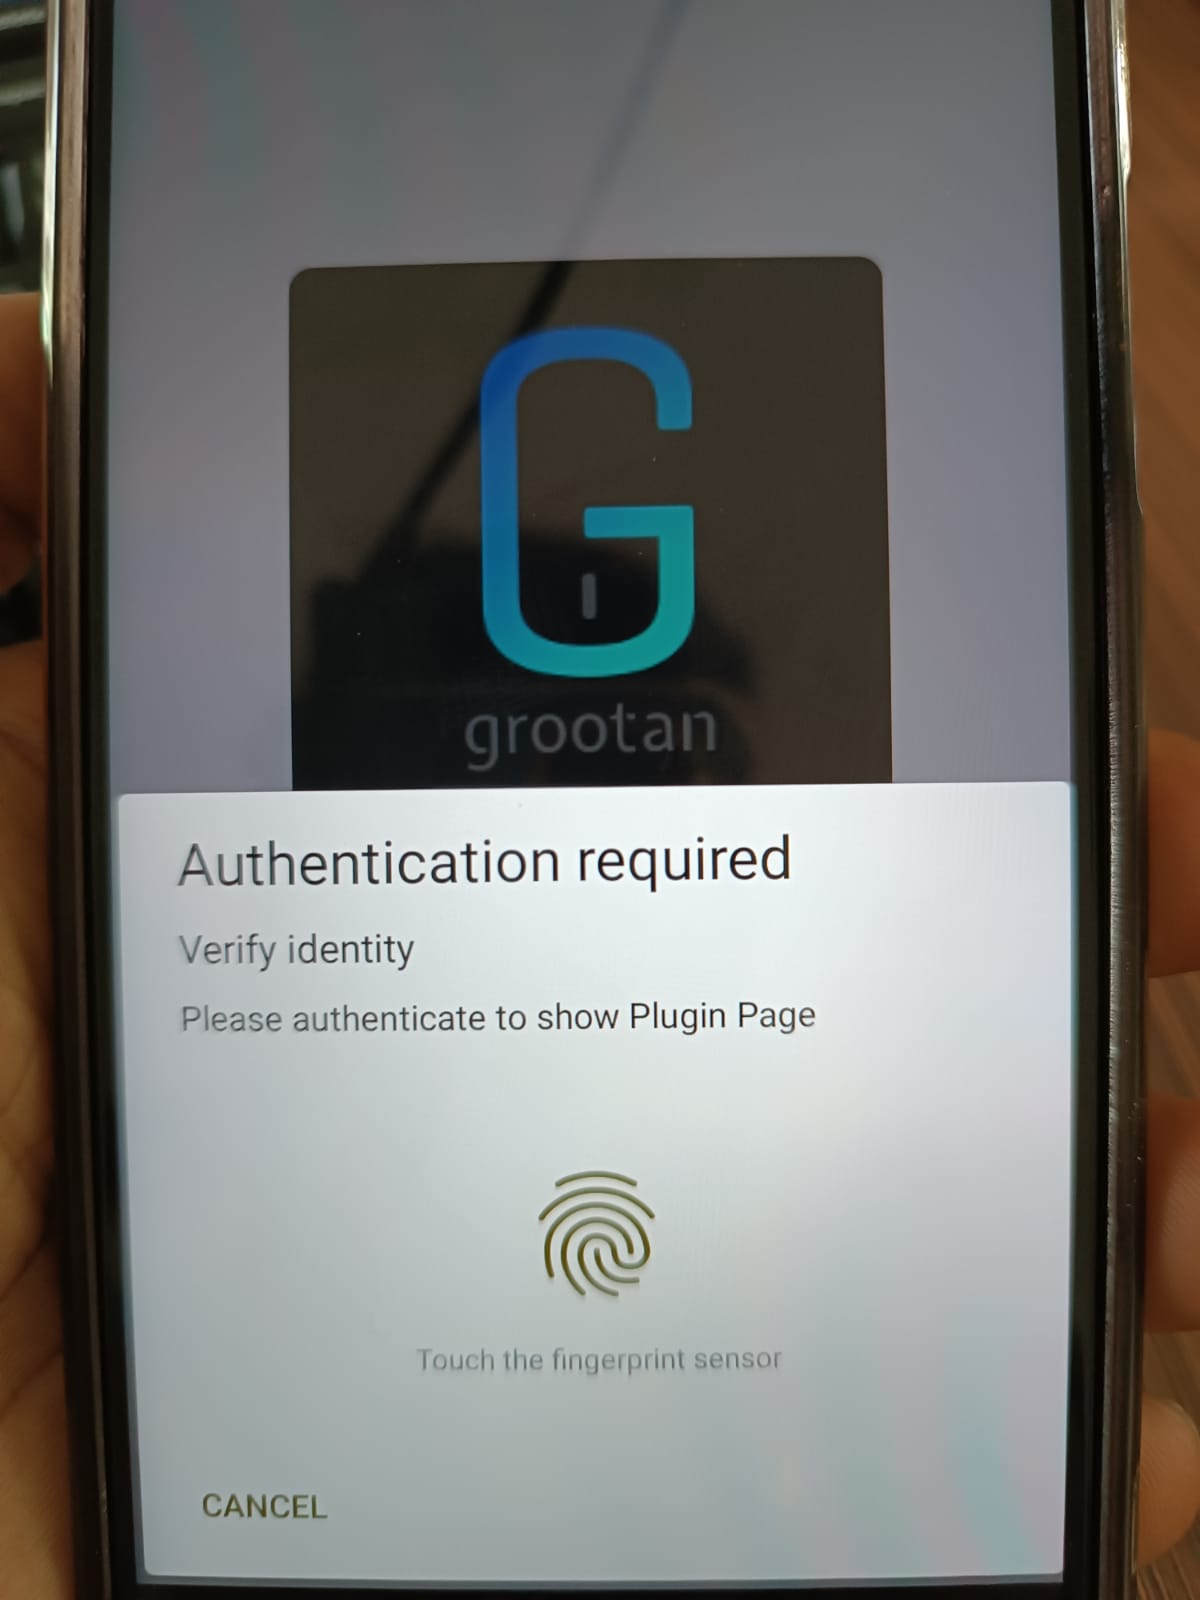 G
grootan
Authentication required
Verify identity
Please authenticate to show Plugin Page
Touch the fingerprint sensor
CANCEL